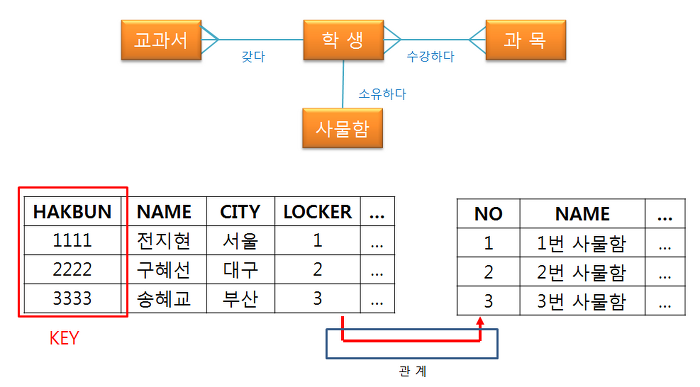 교과서 학 생 과 목
갖다 수강하다
소유하다
사물함
HAKBUN NAME CITY LOCKER ...
1111 전지현 서울 1 ...
2222 구혜선 대구 2 ...
3333 송혜교 부산 3 ...
NO NAME ...
1 1번 사물함 ...
2 2번 사물함 ...
3 3번 사물함 ...
KEY
관 계